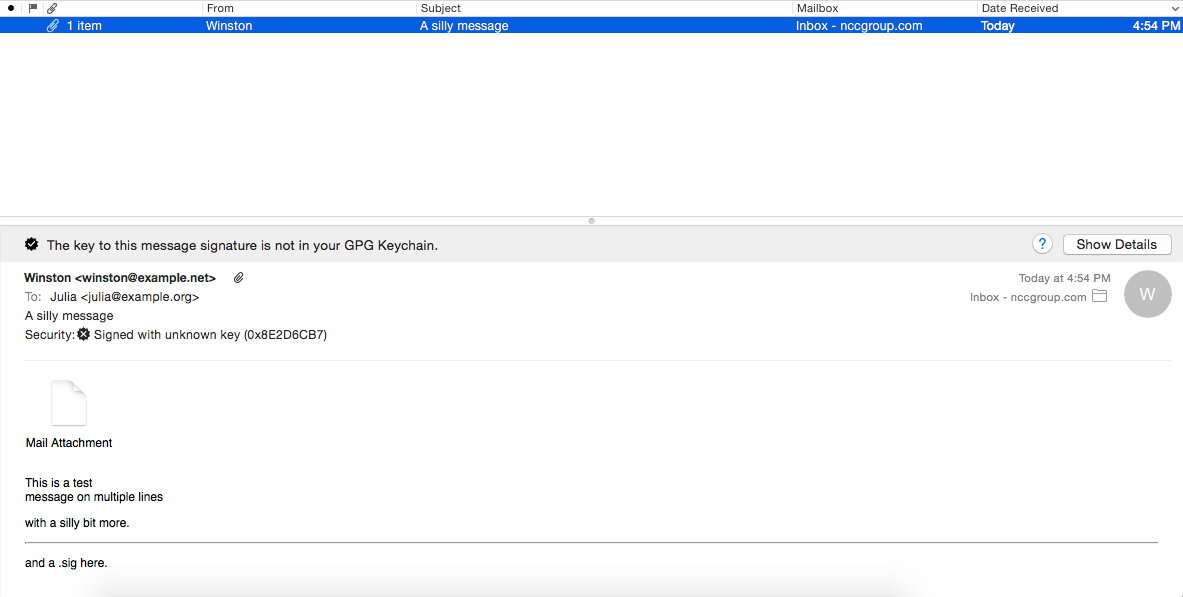 From Subject Mailbox Date Received
1 item Winston A silly message Inbox - nccgroup.com Today 4:54 PM
The key to this message signature is not in your GPG Keychain. ? Show Details
Winston <winston@example.net> Today at 4:54 PM
To: Julia <julia@example.org> Inbox - nccgroup.com W
A silly message
Security: Signed with unknown key (0x8E2D6CB7)
Mail Attachment
This is a test
message on multiple lines
with a silly bit more.
and a .sig here.